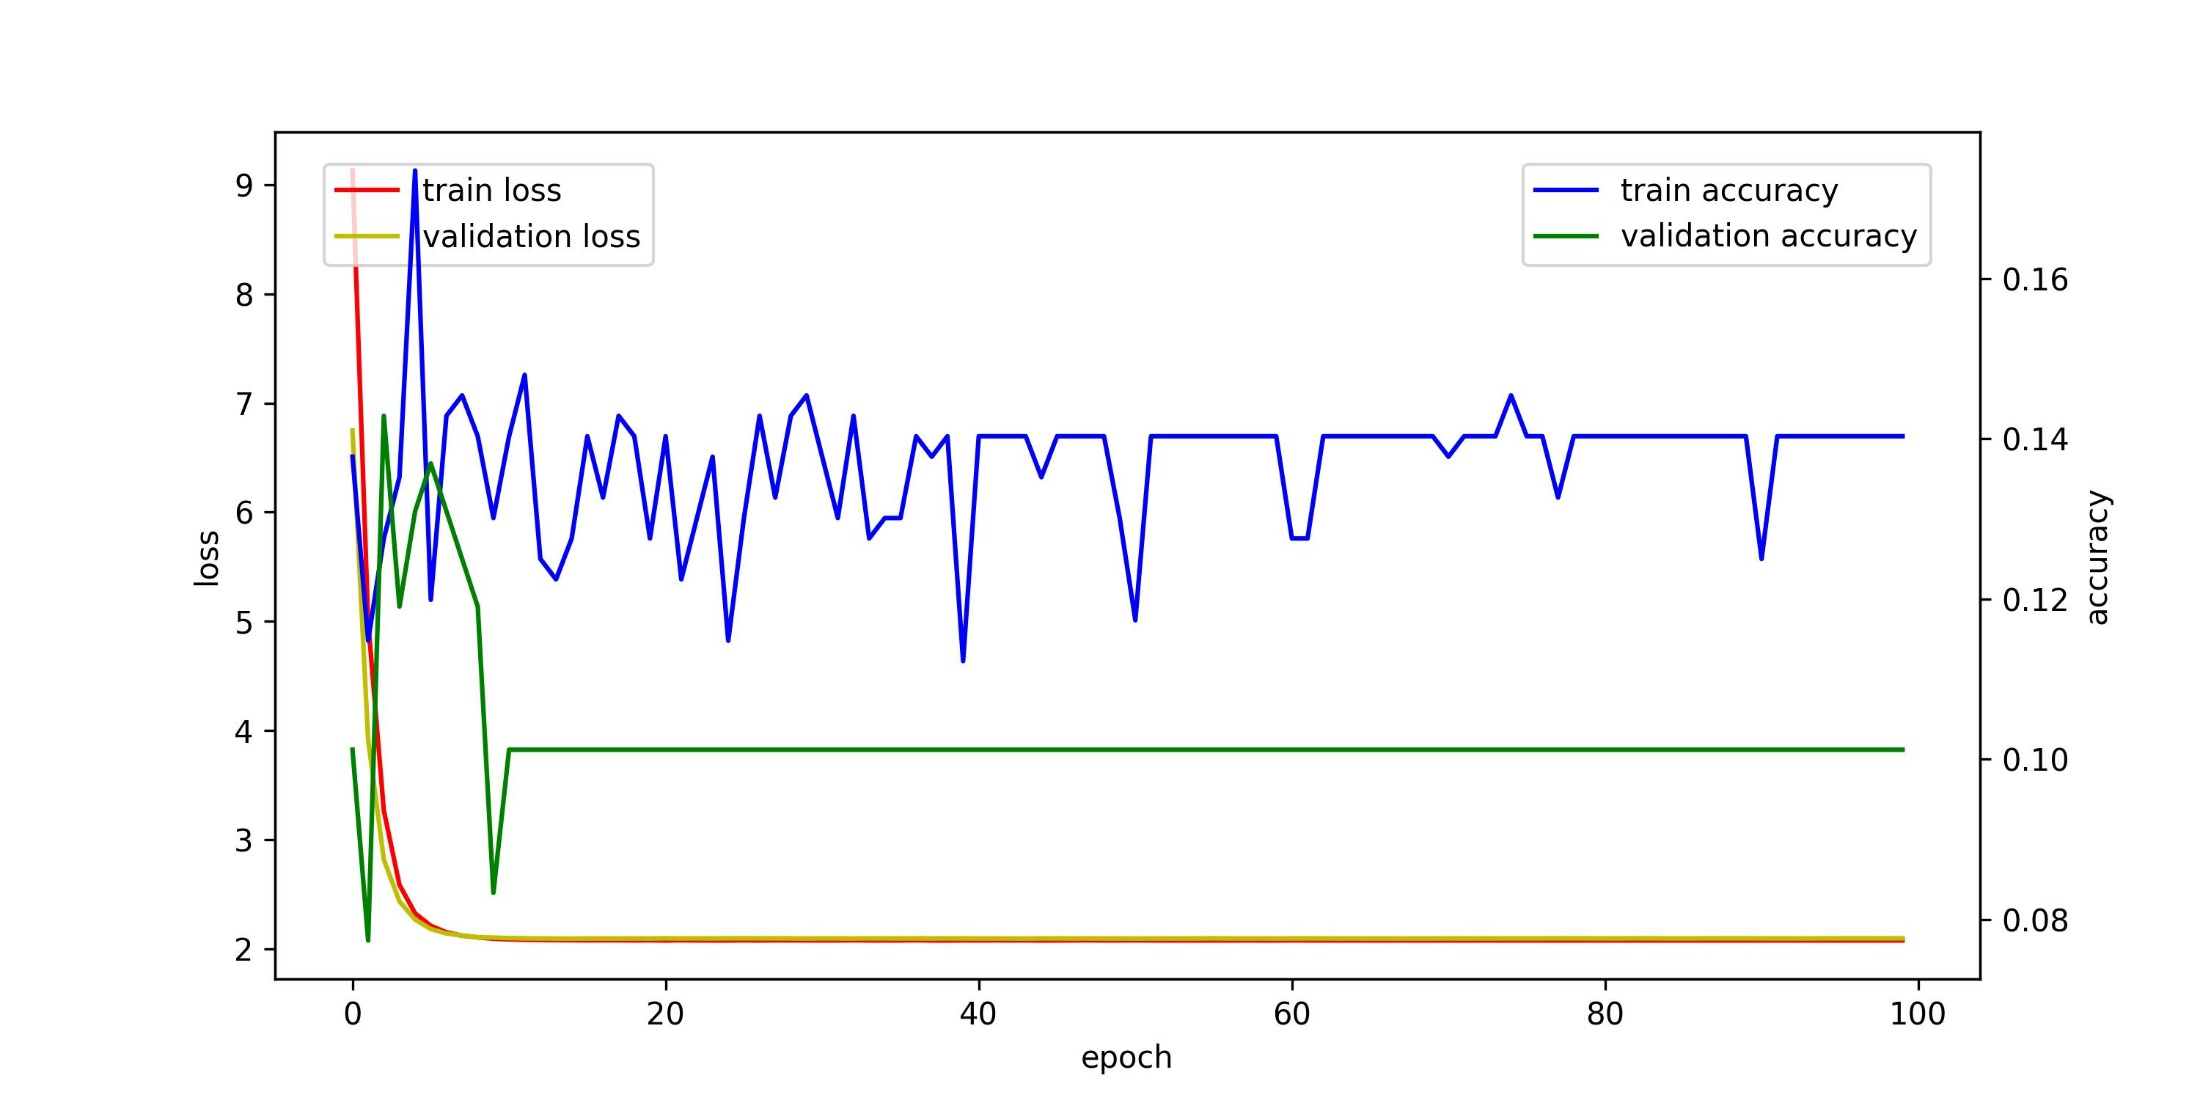 train loss
validation loss
train accuracy
validation accuracy
9
8
7
6
5
4
3
2
loss
0.16
0.14
0.12
0.10
0.08
accuracy
0 20 40 60 80 100
epoch